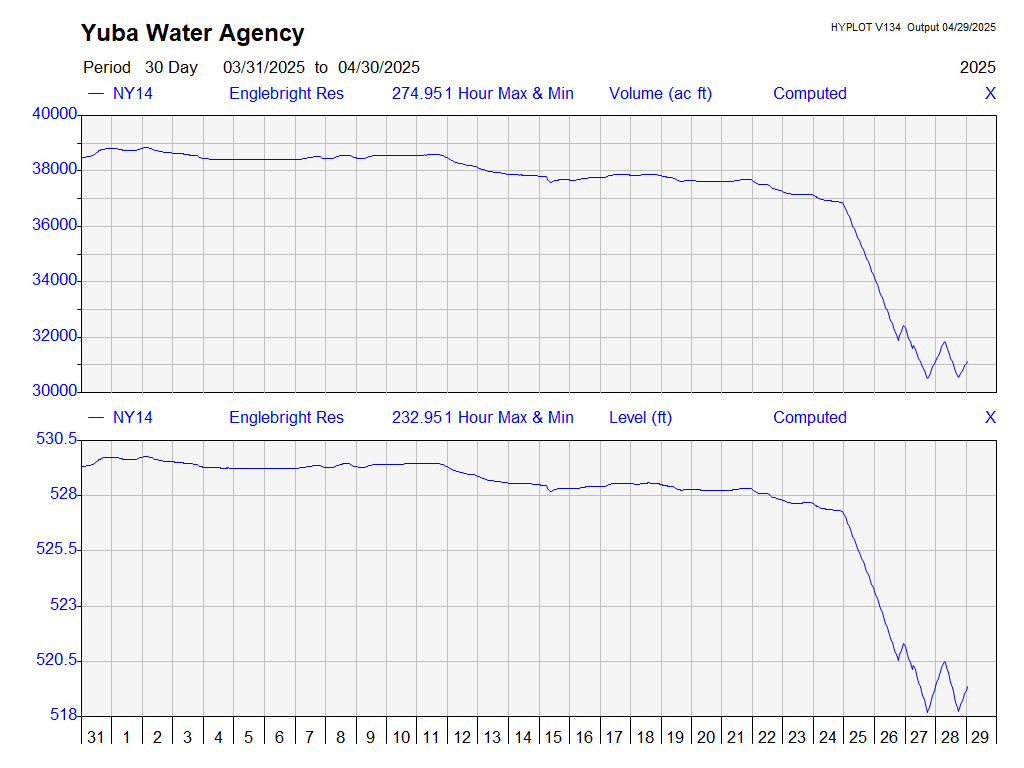 Yuba Water Agency
HYPLOT V134 Output 04/29/2025
Period 30 Day 03/31/2025 to 04/30/2025 2025
NY14 Englebright Res 274.951 Hour Max & Min Volume (ac ft) Computed X
40000
38000
36000
34000
32000
30000
NY14 Englebright Res 232.951 Hour Max & Min Level (ft) Computed X
530.5
528
525.5
523
520.5
518
31 1 2 3 4 5 6 7 8 9 10 11 12 13 14 15 16 17 18 19 20 21 22 23 24 25 26 27 28 29